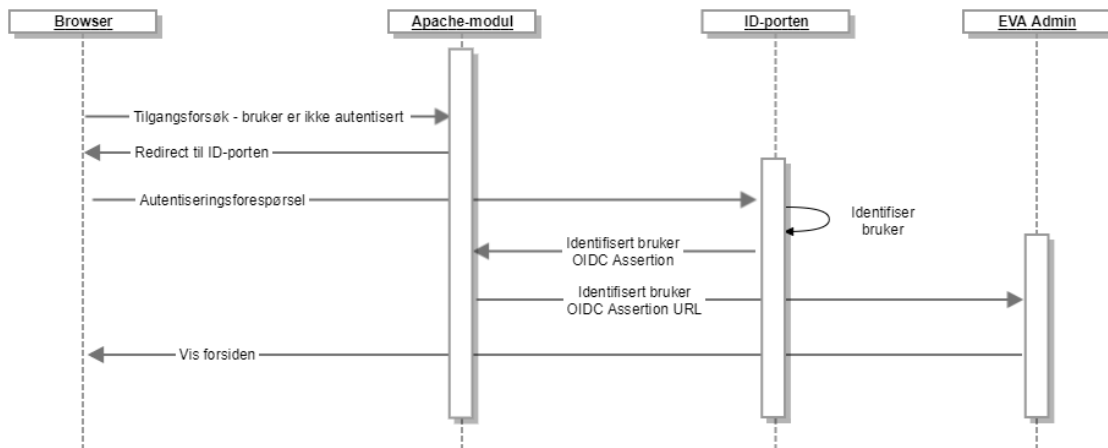 Browser
Apache-modul
ID-porten
EVA Admin
Tilgangsforsøk - bruker er ikke autentisert
Redirect til ID-porten
Autentiseringsforespørsel
Identifiser
bruker
Identifisert bruker
OIDC Assertion
Identifisert bruker
OIDC Assertion URL
Vis forsiden